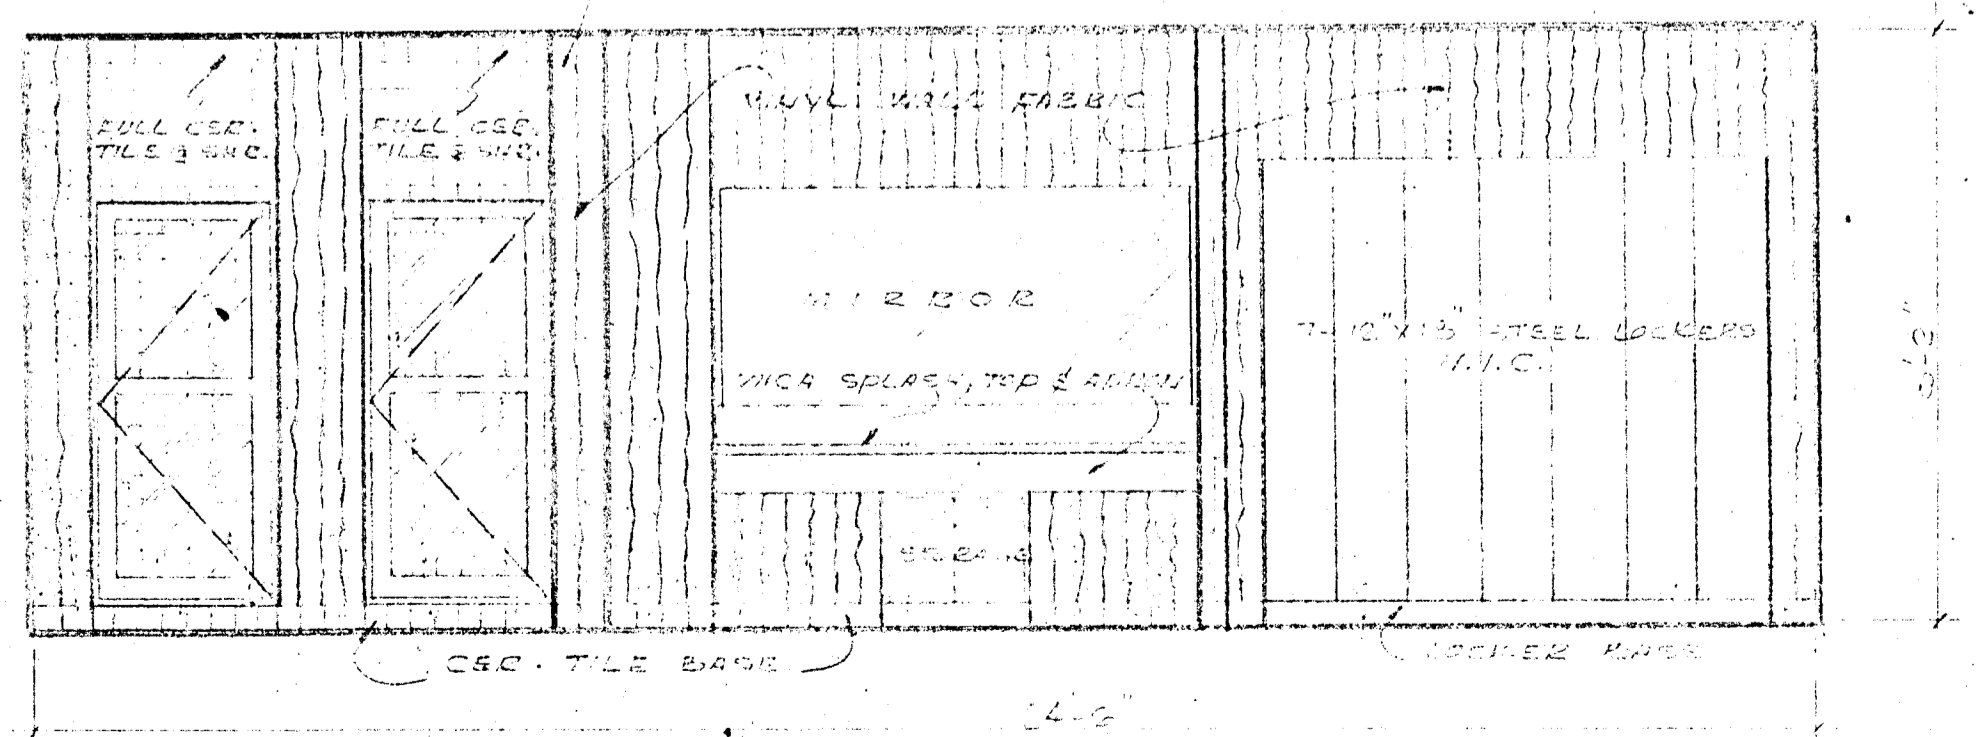 VINYL WALL FABRIC
FULL CER.
TILE & SHR.
FULL CER.
TILE & SHR.
MIRROR
7-12"X18" STEEL LOCKERS
N.I.C.
MICA SPLASH, TOP & APRON
STORAGE
CER. TILE BASE
LOCKER BASE